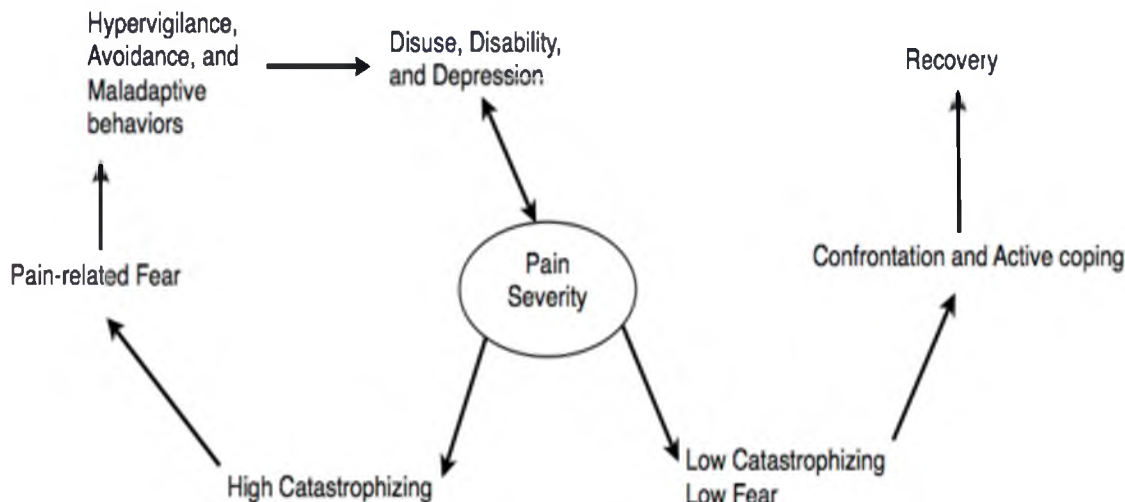 Hypervigilance,
Avoidance, and
Maladaptive
behaviors
Disuse, Disability,
and Depression
Recovery
Pain
Severity
Confrontation and Active coping
Pain-related Fear
High Catastrophizing
Low Catastrophizing
Low Fear